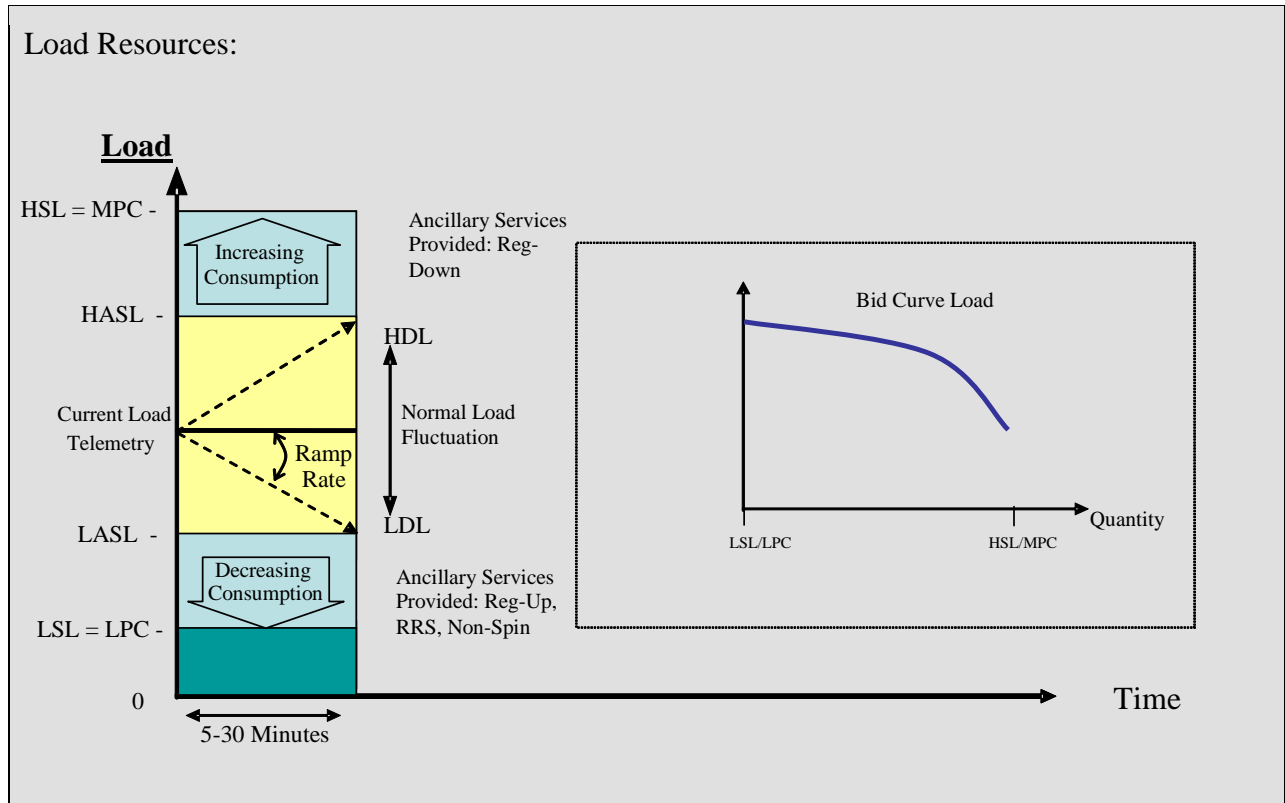 Load Resources:
Load
HSL = MPC -
Increasing
Consumption
Ancillary Services
Provided: Reg-
Down
HASL -
HDL
Current Load
Telemetry
Normal Load
Fluctuation
Ramp
Rate
LASL -
LDL
Decreasing
Consumption
Ancillary Services
Provided: Reg-Up,
RRS, Non-Spin
LSL = LPC -
0
5-30 Minutes
Time
Bid Curve Load
Quantity
LSL/LPC
HSL/MPC